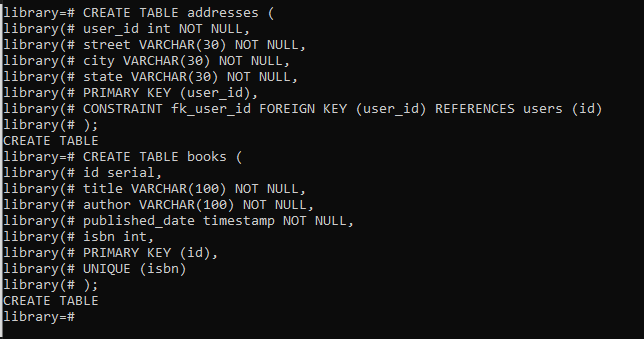 library=# CREATE TABLE addresses (
library(# user_id int NOT NULL,
library(# street VARCHAR(30) NOT NULL,
library(# city VARCHAR(30) NOT NULL,
library(# state VARCHAR(30) NOT NULL,
library(# PRIMARY KEY (user_id),
library(# CONSTRAINT fk_user_id FOREIGN KEY (user_id) REFERENCES users (id)
library(# );
CREATE TABLE
library=# CREATE TABLE books (
library(# id serial,
library(# title VARCHAR(100) NOT NULL,
library(# author VARCHAR(100) NOT NULL,
library(# published_date timestamp NOT NULL,
library(# isbn int,
library(# PRIMARY KEY (id),
library(# UNIQUE (isbn)
library(# );
CREATE TABLE
library=#